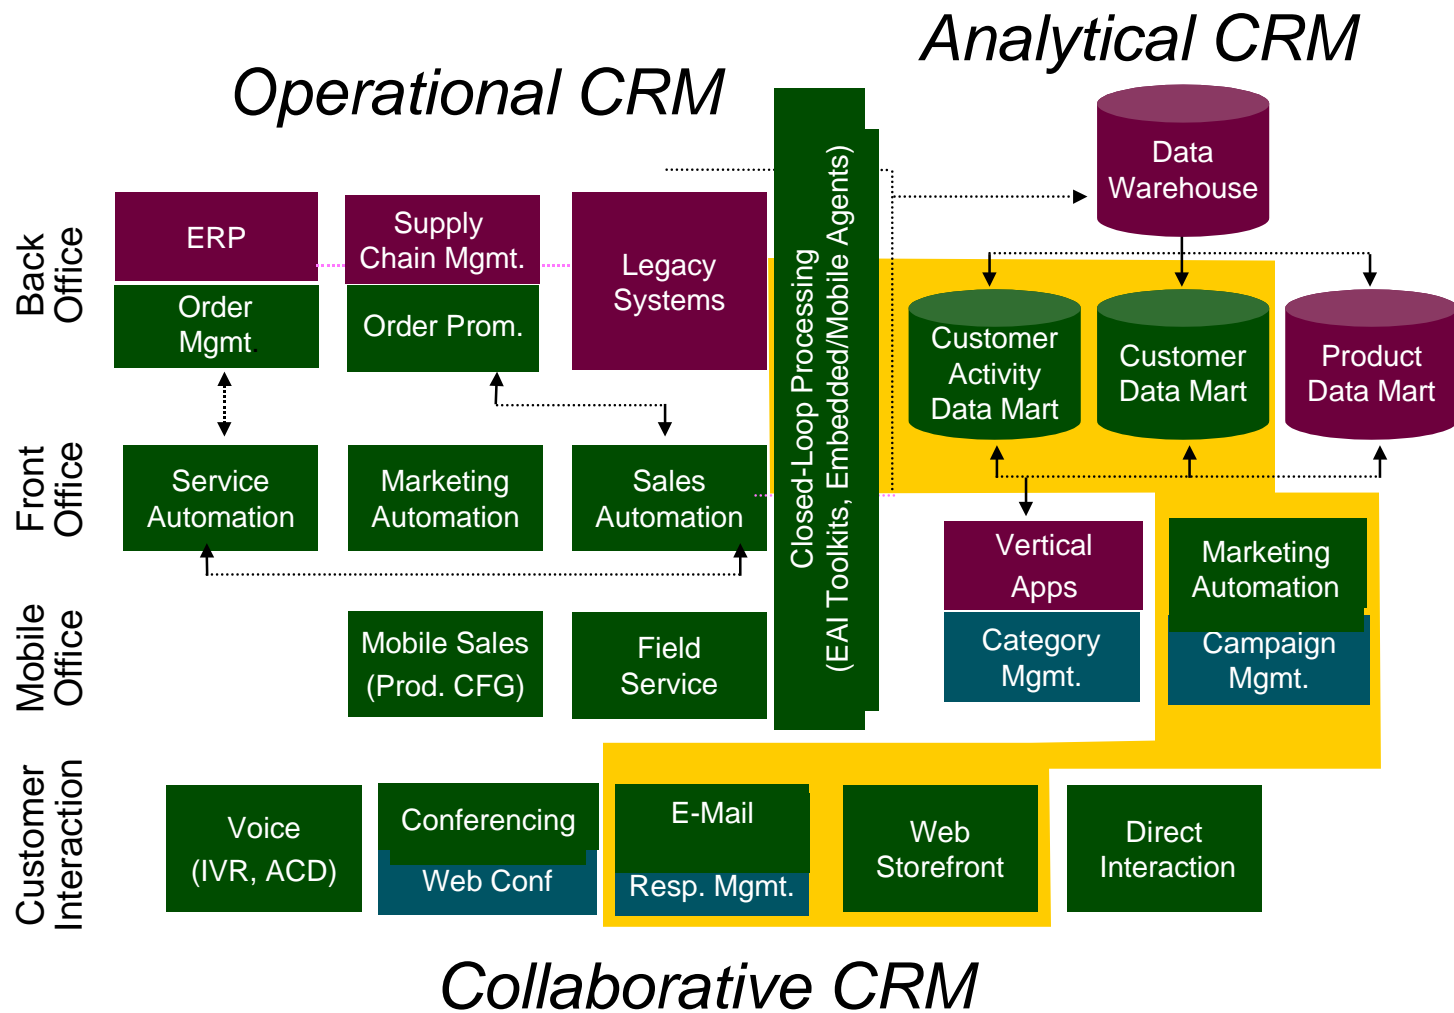 Analytical CRM
Operational CRM
Back
Office
ERP
Order
Mgmt.
Supply
Chain Mgmt.
Order Prom.
Legacy
Systems
Closed-Loop Processing
(EAI Toolkits, Embedded/Mobile Agents)
Data
Warehouse
Customer
Activity
Data Mart
Customer
Data Mart
Product
Data Mart
Front
Office
Service
Automation
Marketing
Automation
Sales
Automation
Vertical
Apps
Category
Mgmt.
Marketing
Automation
Campaign
Mgmt.
Mobile
Office
Mobile Sales
(Prod. CFG)
Field
Service
Customer
Interaction
Voice
(IVR, ACD)
Conferencing
Web Conf
E-Mail
Resp. Mgmt.
Web
Storefront
Direct
Interaction
Collaborative CRM